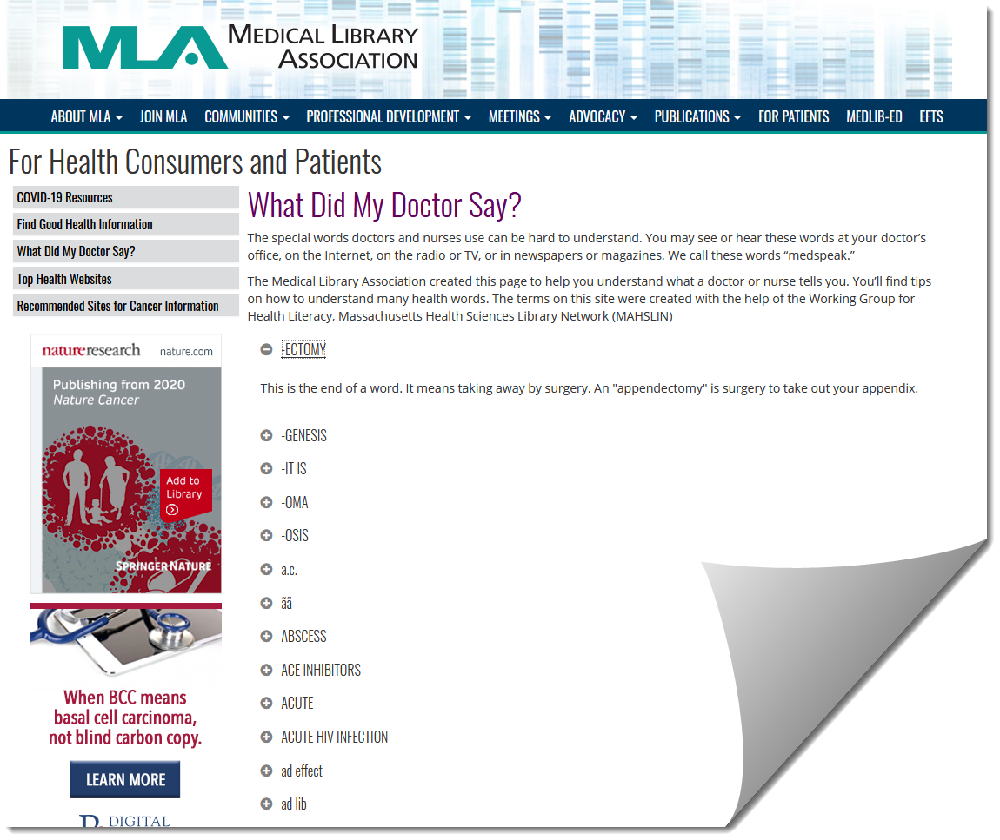 MLA MEDICAL LIBRARY
ASSOCIATION
ABOUT MLA JOIN MLA COMMUNITIES PROFESSIONAL DEVELOPMENT MEETINGS ADVOCACY PUBLICATIONS FOR PATIENTS MEDLIB-ED EFTS
For Health Consumers and Patients
COVID-19 Resources
Find Good Health Information
What Did My Doctor Say?
Top Health Websites
Recommended Sites for Cancer Information
natureresearch nature.com
Publishing from 2020
Nature Cancer
Add to
Library
SPRINGER NATURE
When BCC means
basal cell carcinoma,
not blind carbon copy.
LEARN MORE
DIGITAL
What Did My Doctor Say?
The special words doctors and nurses use can be hard to understand. You may see or hear these words at your doctor’s
office, on the Internet, on the radio or TV, or in newspapers or magazines. We call these words “medspeak.”
The Medical Library Association created this page to help you understand what a doctor or nurse tells you. You’ll find tips
on how to understand many health words. The terms on this site were created with the help of the Working Group for
Health Literacy, Massachusetts Health Sciences Library Network (MAHSLIN)
-ECTOMY
This is the end of a word. It means taking away by surgery. An "appendectomy" is surgery to take out your appendix.
-GENESIS
-IT IS
-OMA
-OSIS
a.c.
ãã
ABSCESS
ACE INHIBITORS
ACUTE
ACUTE HIV INFECTION
ad effect
ad lib